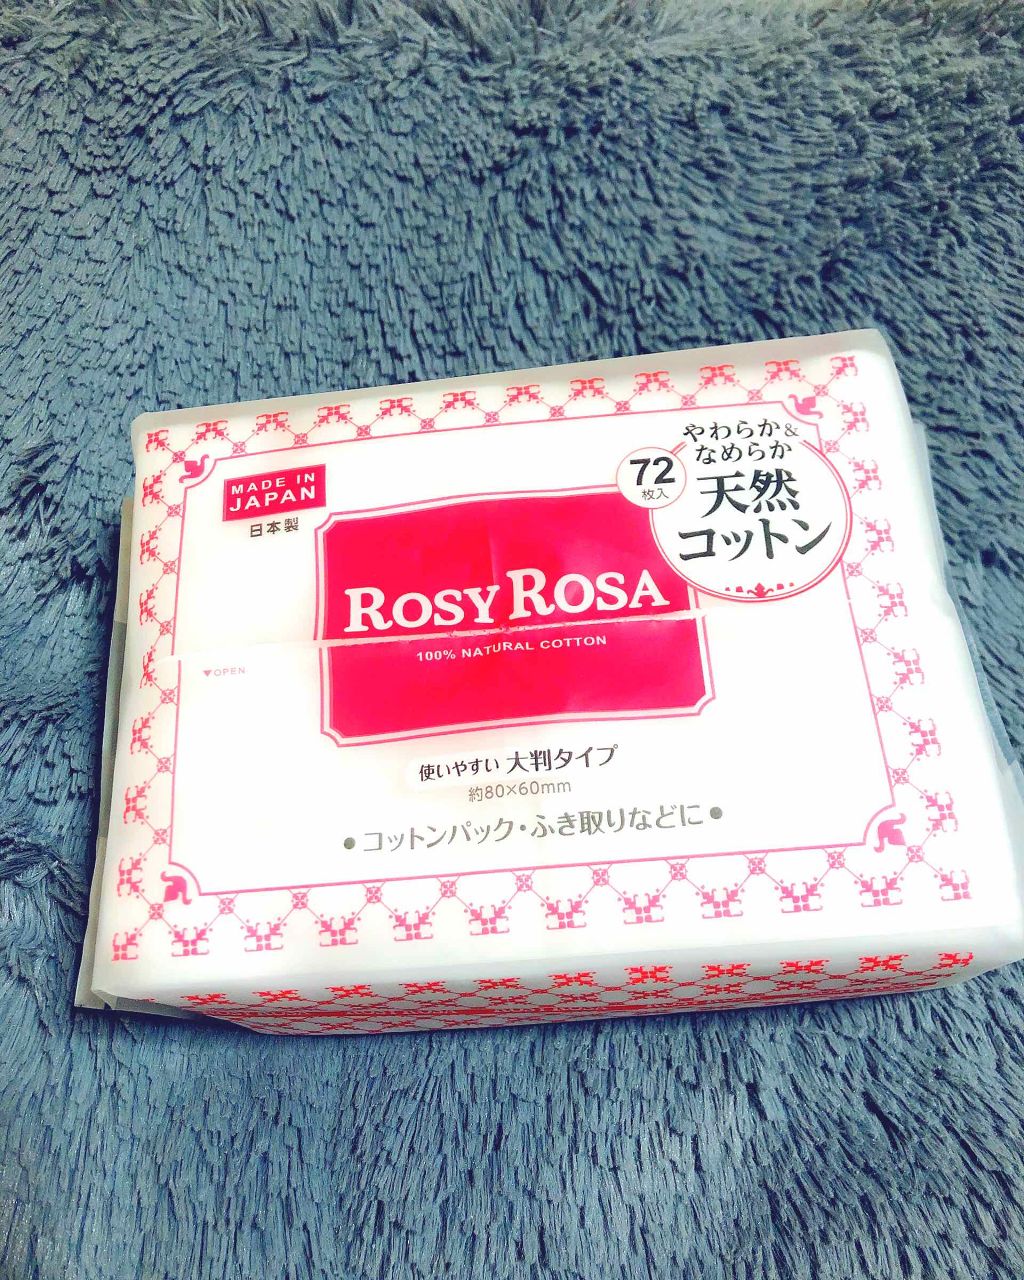 MADE IN
JAPAN
日本製
72
枚入
やわらか&
なめらか
天然
コットン
ROSY ROSA
100% NATURAL COTTON
▼OPEN
使いやすい 大判タイプ
約80×60mm
●コットンパック・ふき取りなどに●